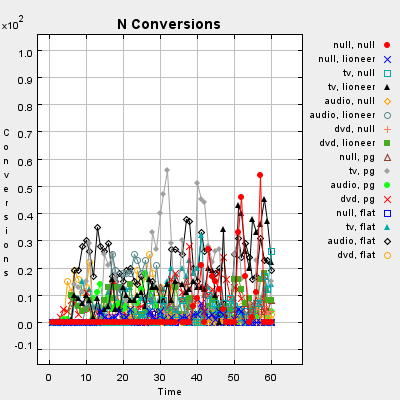 N Conversions
×10²
1.0
0.9
0.8
0.7
0.6
0.5
0.4
0.3
0.2
0.1
0.0
-0.1
Conversions
0 10 20 30 40 50 60
Time
null, null
null, lioneer
tv, null
tv, lioneer
audio, null
audio, lioneer
dvd, null
dvd, lioneer
null, pg
tv, pg
audio, pg
dvd, pg
null, flat
tv, flat
audio, flat
dvd, flat